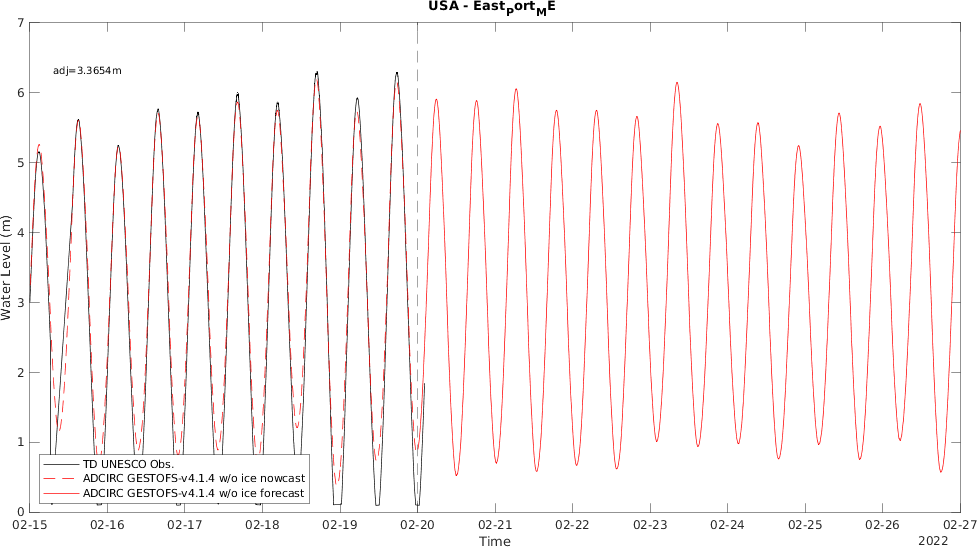 USA - EastPortME
7
adj=3.3654m
6
5
4
3
2
1
0
Water Level (m)
TD UNESCO Obs.
ADCIRC GESTOFS-v4.1.4 w/o ice nowcast
ADCIRC GESTOFS-v4.1.4 w/o ice forecast
02-15 02-16 02-17 02-18 02-19 02-20 02-21 02-22 02-23 02-24 02-25 02-26 02-27
Time
2022